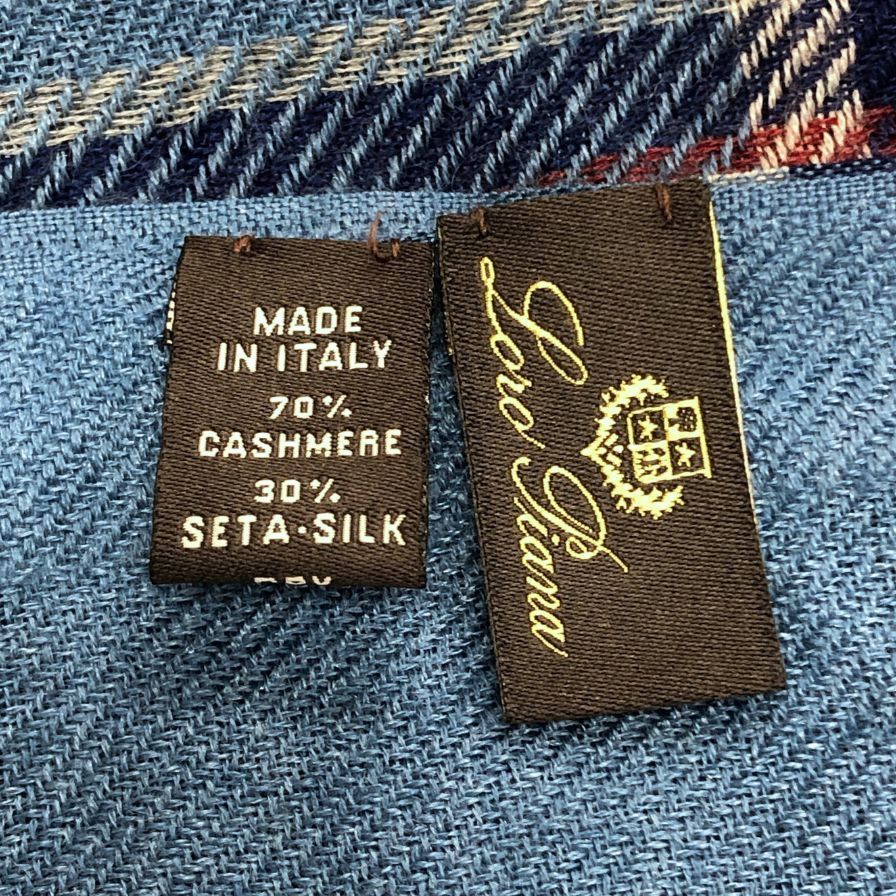 MADE
IN ITALY
70%
CASHMERE
30%
SETA·SILK
Loro Piana